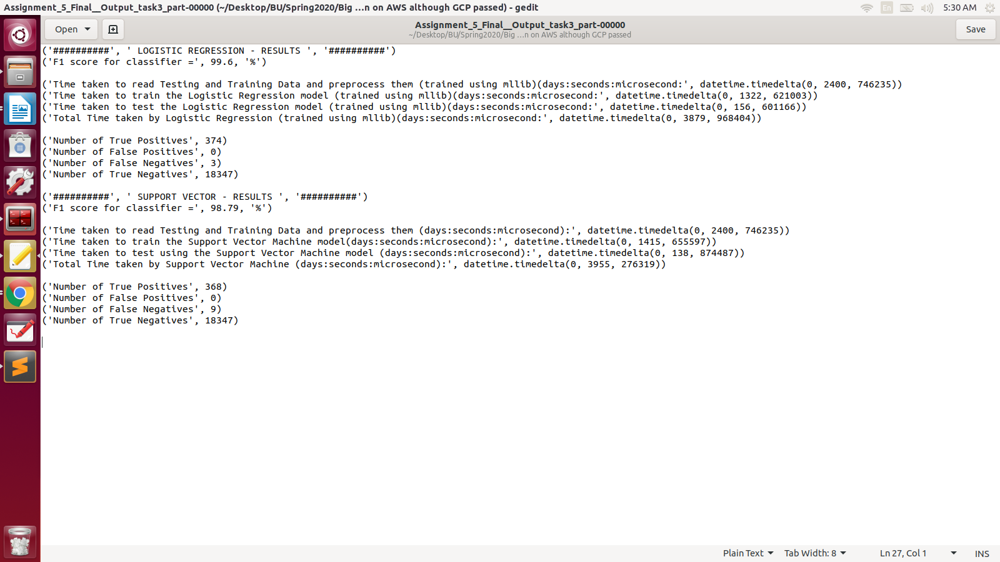 Assignment_5_Final__Output_task3_part-00000 (~/Desktop/BU/Spring2020/Big ...n on AWS although GCP passed) - gedit
En
5:30 AM
Open
Assignment_5_Final__Output_task3_part-00000
~/Desktop/BU/Spring2020/Big ...n on AWS although GCP passed
Save
('##########', ' LOGISTIC REGRESSION - RESULTS ', '##########')
('F1 score for classifier =', 99.6, '%')
('Time taken to read Testing and Training Data and preprocess them (trained using mllib)(days:seconds:microsecond:', datetime.timedelta(0, 2400, 746235))
('Time taken to train the Logistic Regression model (trained using mllib)(days:seconds:microsecond:', datetime.timedelta(0, 1322, 621003))
('Time taken to test the Logistic Regression model (trained using mllib)(days:seconds:microsecond:', datetime.timedelta(0, 156, 601166))
('Total Time taken by Logistic Regression (trained using mllib)(days:seconds:microsecond:', datetime.timedelta(0, 3879, 968404))
('Number of True Positives', 374)
('Number of False Positives', 0)
('Number of False Negatives', 3)
('Number of True Negatives', 18347)
('##########', ' SUPPORT VECTOR - RESULTS ', '##########')
('F1 score for classifier =', 98.79, '%')
('Time taken to read Testing and Training Data and preprocess them (days:seconds:microsecond):', datetime.timedelta(0, 2400, 746235))
('Time taken to train the Support Vector Machine model(days:seconds:microsecond):', datetime.timedelta(0, 1415, 655597))
('Time taken to test using the Support Vector Machine model (days:seconds:microsecond):', datetime.timedelta(0, 138, 874487))
('Total Time taken by Support Vector Machine (days:seconds:microsecond):', datetime.timedelta(0, 3955, 276319))
('Number of True Positives', 368)
('Number of False Positives', 0)
('Number of False Negatives', 9)
('Number of True Negatives', 18347)
Plain Text
Tab Width: 8
Ln 27, Col 1
INS